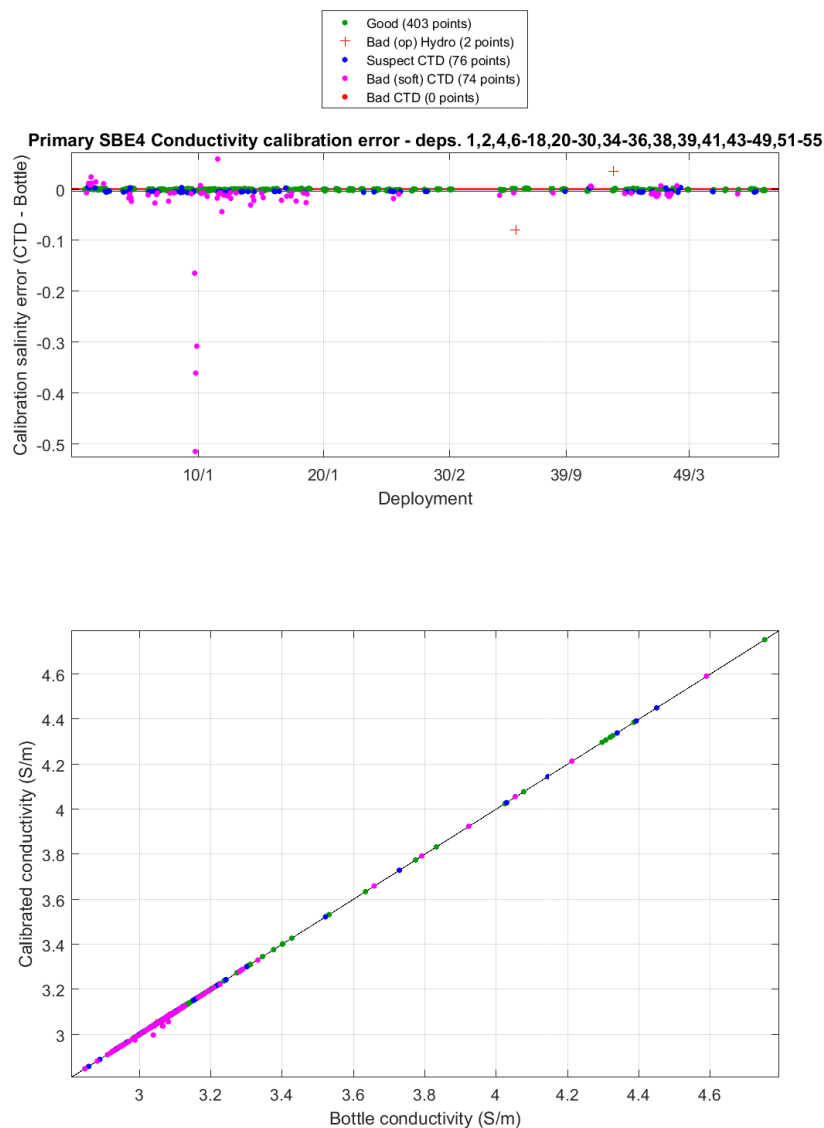 Good (403 points)
Bad (op) Hydro (2 points)
Suspect CTD (76 points)
Bad (soft) CTD (74 points)
Bad CTD (0 points)
Primary SBE4 Conductivity calibration error - deps. 1,2,4,6-18,20-30,34-36,38,39,41,43-49,51-55
Calibration salinity error (CTD - Bottle)
0
-0.1
-0.2
-0.3
-0.4
-0.5
10/1 20/1 30/2 39/9 49/3
Deployment
Calibrated conductivity (S/m)
4.6
4.4
4.2
4
3.8
3.6
3.4
3.2
3
3 3.2 3.4 3.6 3.8 4 4.2 4.4 4.6
Bottle conductivity (S/m)